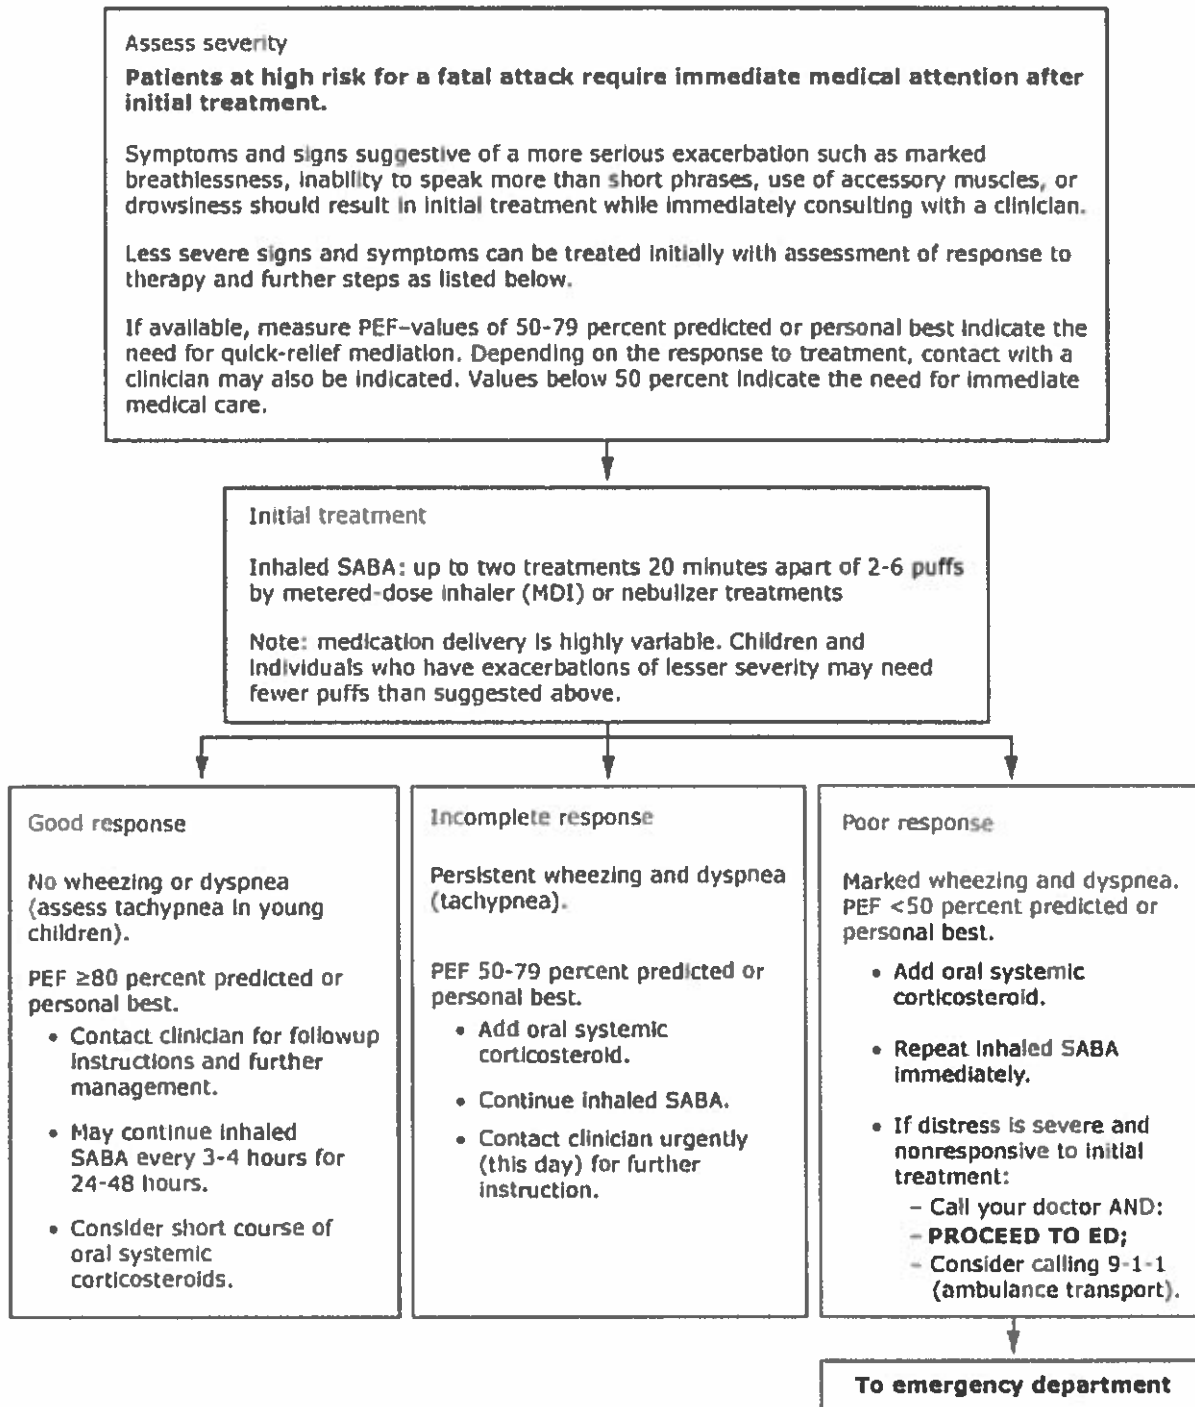 Assess severity
Patients at high risk for a fatal attack require immediate medical attention after
initial treatment.
Symptoms and signs suggestive of a more serious exacerbation such as marked
breathlessness, inability to speak more than short phrases, use of accessory muscles, or
drowsiness should result in initial treatment while immediately consulting with a clinician.
Less severe signs and symptoms can be treated initially with assessment of response to
therapy and further steps as listed below.
If available, measure PEF–values of 50-79 percent predicted or personal best indicate the
need for quick-relief mediation. Depending on the response to treatment, contact with a
clinician may also be indicated. Values below 50 percent indicate the need for immediate
medical care.
Initial treatment
Inhaled SABA: up to two treatments 20 minutes apart of 2-6 puffs
by metered-dose inhaler (MDI) or nebulizer treatments
Note: medication delivery is highly variable. Children and
individuals who have exacerbations of lesser severity may need
fewer puffs than suggested above.
Good response
No wheezing or dyspnea
(assess tachypnea in young
children).
PEF ≥80 percent predicted or
personal best.
• Contact clinician for followup
instructions and further
management.
• May continue inhaled
SABA every 3-4 hours for
24-48 hours.
• Consider short course of
oral systemic
corticosteroids.
Incomplete response
Persistent wheezing and dyspnea
(tachypnea).
PEF 50-79 percent predicted or
personal best.
• Add oral systemic
corticosteroid.
• Continue inhaled SABA.
• Contact clinician urgently
(this day) for further
instruction.
Poor response
Marked wheezing and dyspnea.
PEF <50 percent predicted or
personal best.
• Add oral systemic
corticosteroid.
• Repeat inhaled SABA
immediately.
• If distress is severe and
nonresponsive to initial
treatment:
– Call your doctor AND:
– PROCEED TO ED;
– Consider calling 9-1-1
(ambulance transport).
To emergency department